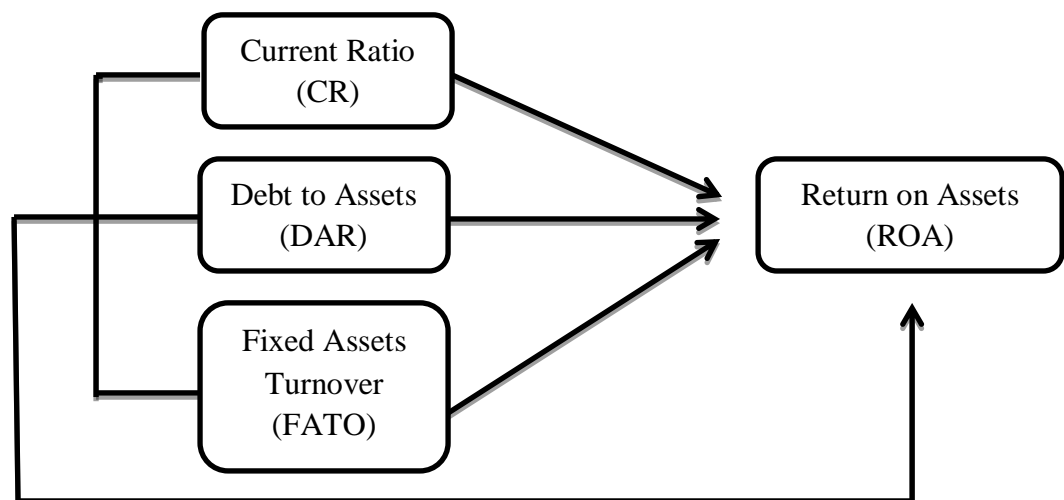 Current Ratio
(CR)
Debt to Assets
(DAR)
Fixed Assets
Turnover
(FATO)
Return on Assets
(ROA)